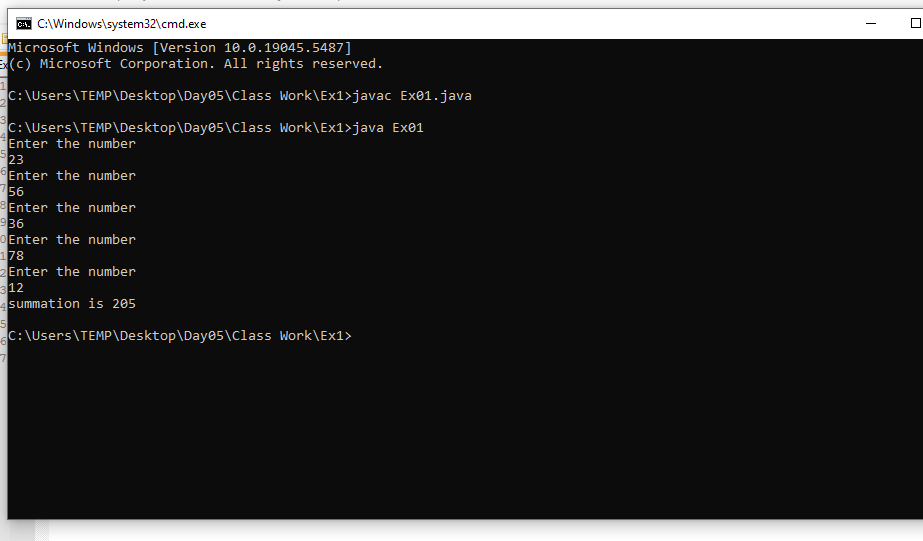 C:\Windows\system32\cmd.exe
Microsoft Windows [Version 10.0.19045.5487]
(c) Microsoft Corporation. All rights reserved.
C:\Users\TEMP\Desktop\Day05\Class Work\Ex1>javac Ex01.java
C:\Users\TEMP\Desktop\Day05\Class Work\Ex1>java Ex01
Enter the number
23
Enter the number
56
Enter the number
36
Enter the number
78
Enter the number
12
summation is 205
C:\Users\TEMP\Desktop\Day05\Class Work\Ex1>